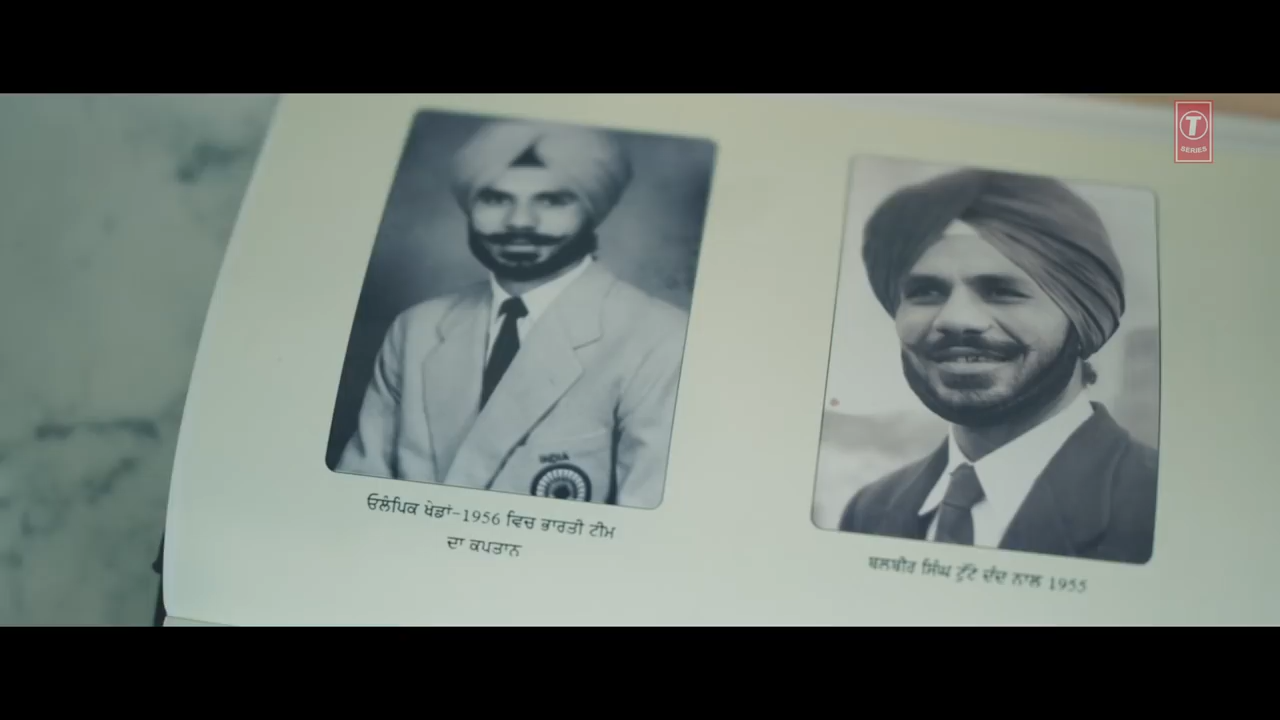 T
SERIES
INDIA
ਓਲੰਪਿਕ ਖੇਡਾਂ-1956 ਵਿਚ ਭਾਰਤੀ ਟੀਮ
ਦਾ ਕਪਤਾਨ
ਬਲਬੀਰ ਸਿੰਘ ਟੁੱਟੇ ਦੰਦ ਨਾਲ 1955